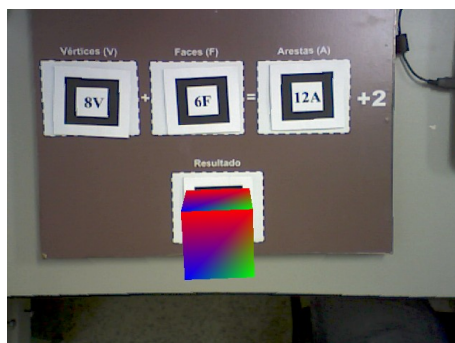 Vértices (V) Faces (F) Arestas (A)
8V + 6F = 12A +2
Resultado